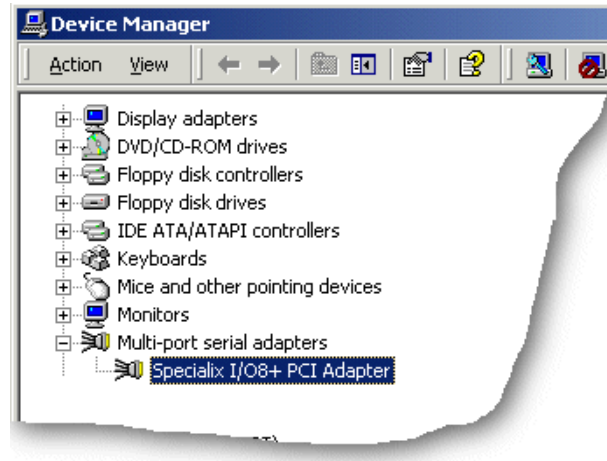 Device Manager
Action View
Display adapters
DVD/CD-ROM drives
Floppy disk controllers
Floppy disk drives
IDE ATA/ATAPI controllers
Keyboards
Mice and other pointing devices
Monitors
Multi-port serial adapters
Specialix I/O8+ PCI Adapter